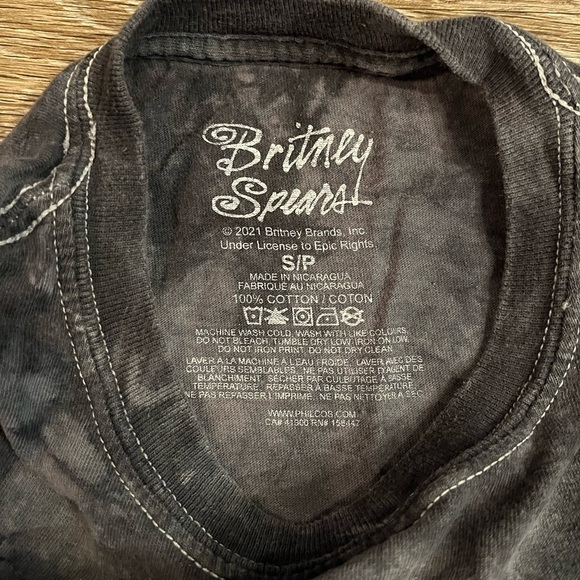 Britney
Spears
© 2021 Britney Brands, Inc
Under License to Epic Rights
S/P
MADE IN NICARAGUA
FABRIQUÉ AU NICARAGUA
100% COTTON / COTON
MACHINE WASH COLD, WASH WITH LIKE COLOURS.
DO NOT BLEACH, TUMBLE DRY LOW, IRON ON LOW.
DO NOT IRON PRINT, DO NOT DRY CLEAN
LAVER A LA MACHINE A L'EAU FROIDE. LAVER AVEC DES
COULEURS SEMBLABLES. NE PAS UTILISER D'AGENT DE
BLANCHIMENT. SÉCHER PAR CULBUTAGE A BASSE
TEMPÉRATURE. REPASSER A BASSE TEMPERATURE.
NE PAS REPASSER L'IMPRIME. NE PAS NETTOYER A SEC
WWW.PHILCOS.COM
CA# 41900 RN# 158447